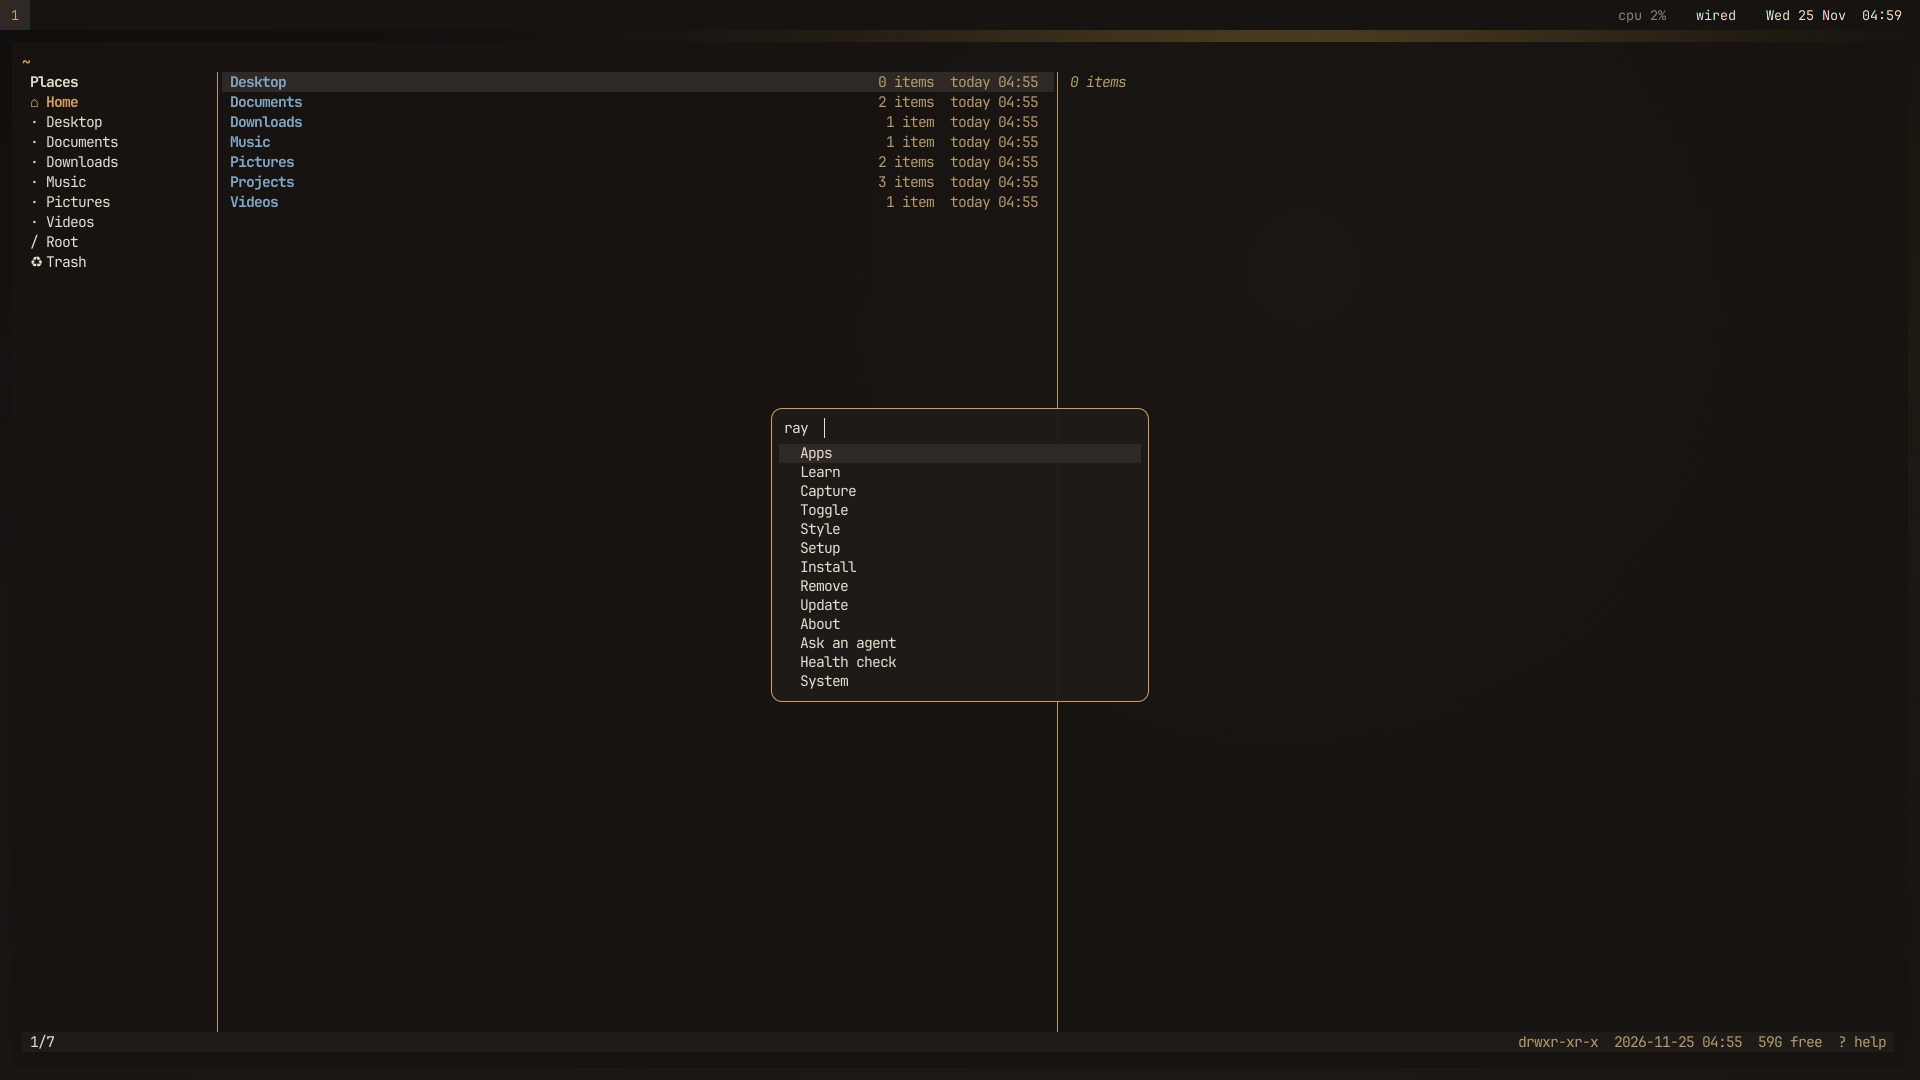 1
cpu 2% wired Wed 25 Nov 04:59
~
Places
⌂ Home
· Desktop
· Documents
· Downloads
· Music
· Pictures
· Videos
/ Root
♻ Trash
Desktop 0 items today 04:55
Documents 2 items today 04:55
Downloads 1 item today 04:55
Music 1 item today 04:55
Pictures 2 items today 04:55
Projects 3 items today 04:55
Videos 1 item today 04:55
0 items
ray
Apps
Learn
Capture
Toggle
Style
Setup
Install
Remove
Update
About
Ask an agent
Health check
System
1/7
drwxr-xr-x 2026-11-25 04:55 59G free ? help